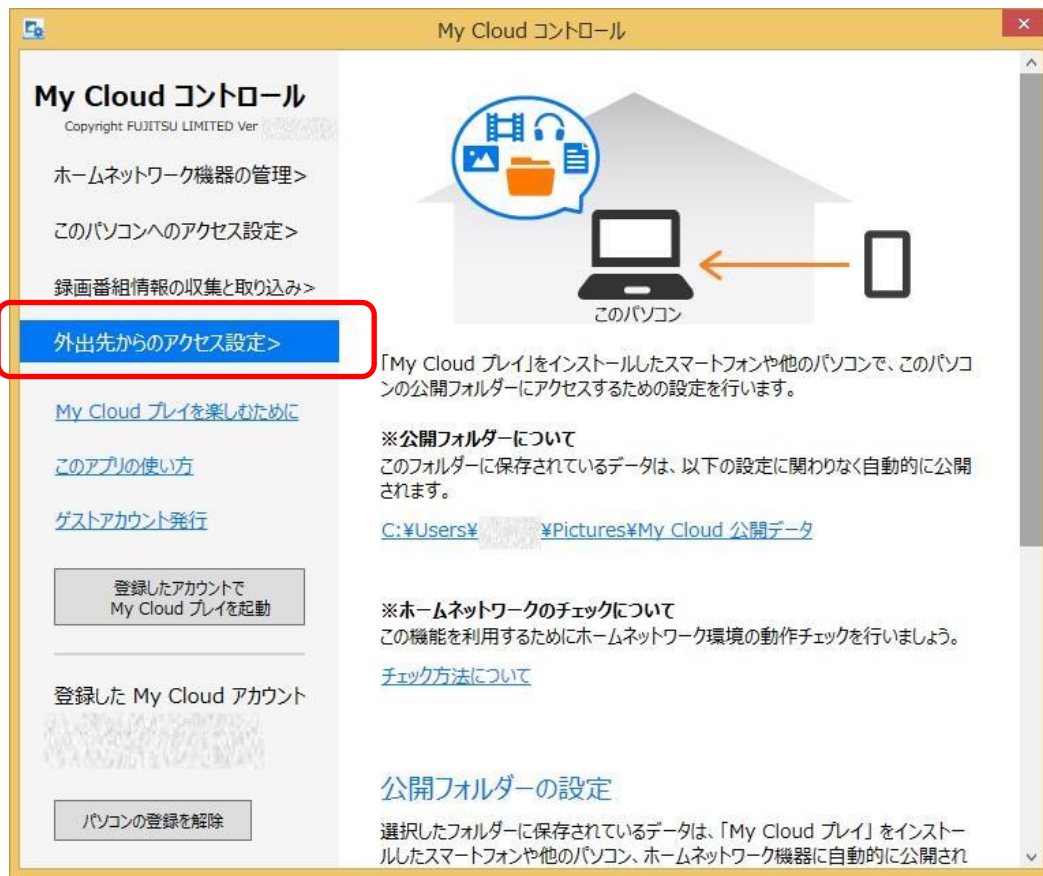 My Cloud コントロール
My Cloud コントロール
Copyright FUJITSU LIMITED Ver
ホームネットワーク機器の管理>
このパソコンへのアクセス設定>
録画番組情報の収集と取り込み>
外出先からのアクセス設定>
My Cloud プレイを楽しむために
このアプリの使い方
ゲストアカウント発行
登録したアカウントで
My Cloud プレイを起動
登録した My Cloud アカウント
パソコンの登録を解除
このパソコン
「My Cloud プレイ」をインストールしたスマートフォンや他のパソコンで、このパソコ
ンの公開フォルダーにアクセスするための設定を行います。
※公開フォルダーについて
このフォルダーに保存されているデータは、以下の設定に関わりなく自動的に公開
されます。
C:¥Users¥ ¥Pictures¥My Cloud 公開データ
※ホームネットワークのチェックについて
この機能を利用するためにホームネットワーク環境の動作チェックを行いましょう。
チェック方法について
公開フォルダーの設定
選択したフォルダーに保存されているデータは、「My Cloud プレイ」 をインストー
ルしたスマートフォンや他のパソコン、ホームネットワーク機器に自動的に公開され